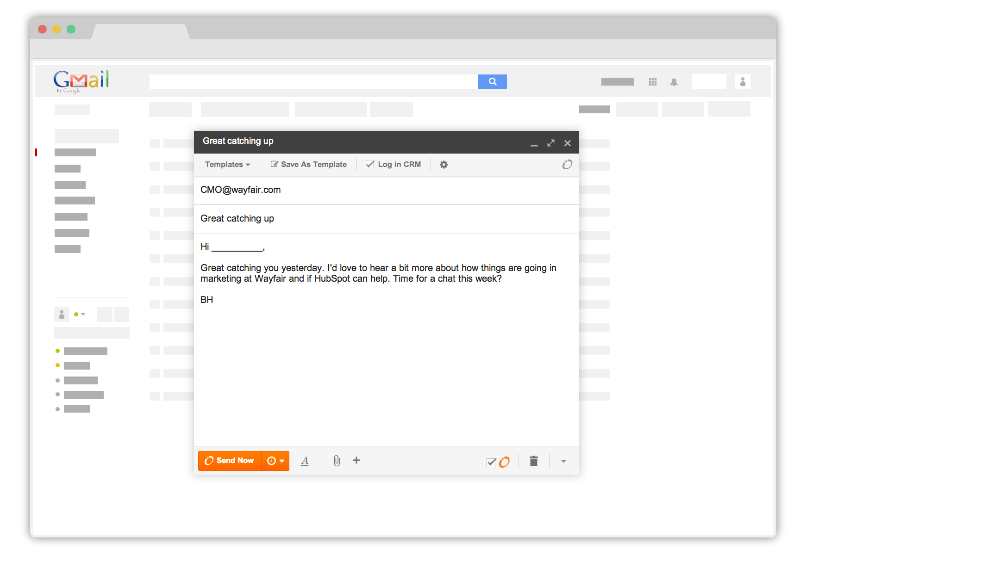 Gmail
by Google
Great catching up
Templates
Save As Template
Log in CRM
CMO@wayfair.com
Great catching up
Hi __________,
Great catching you yesterday. I'd love to hear a bit more about how things are going in
marketing at Wayfair and if HubSpot can help. Time for a chat this week?
BH
Send Now
A